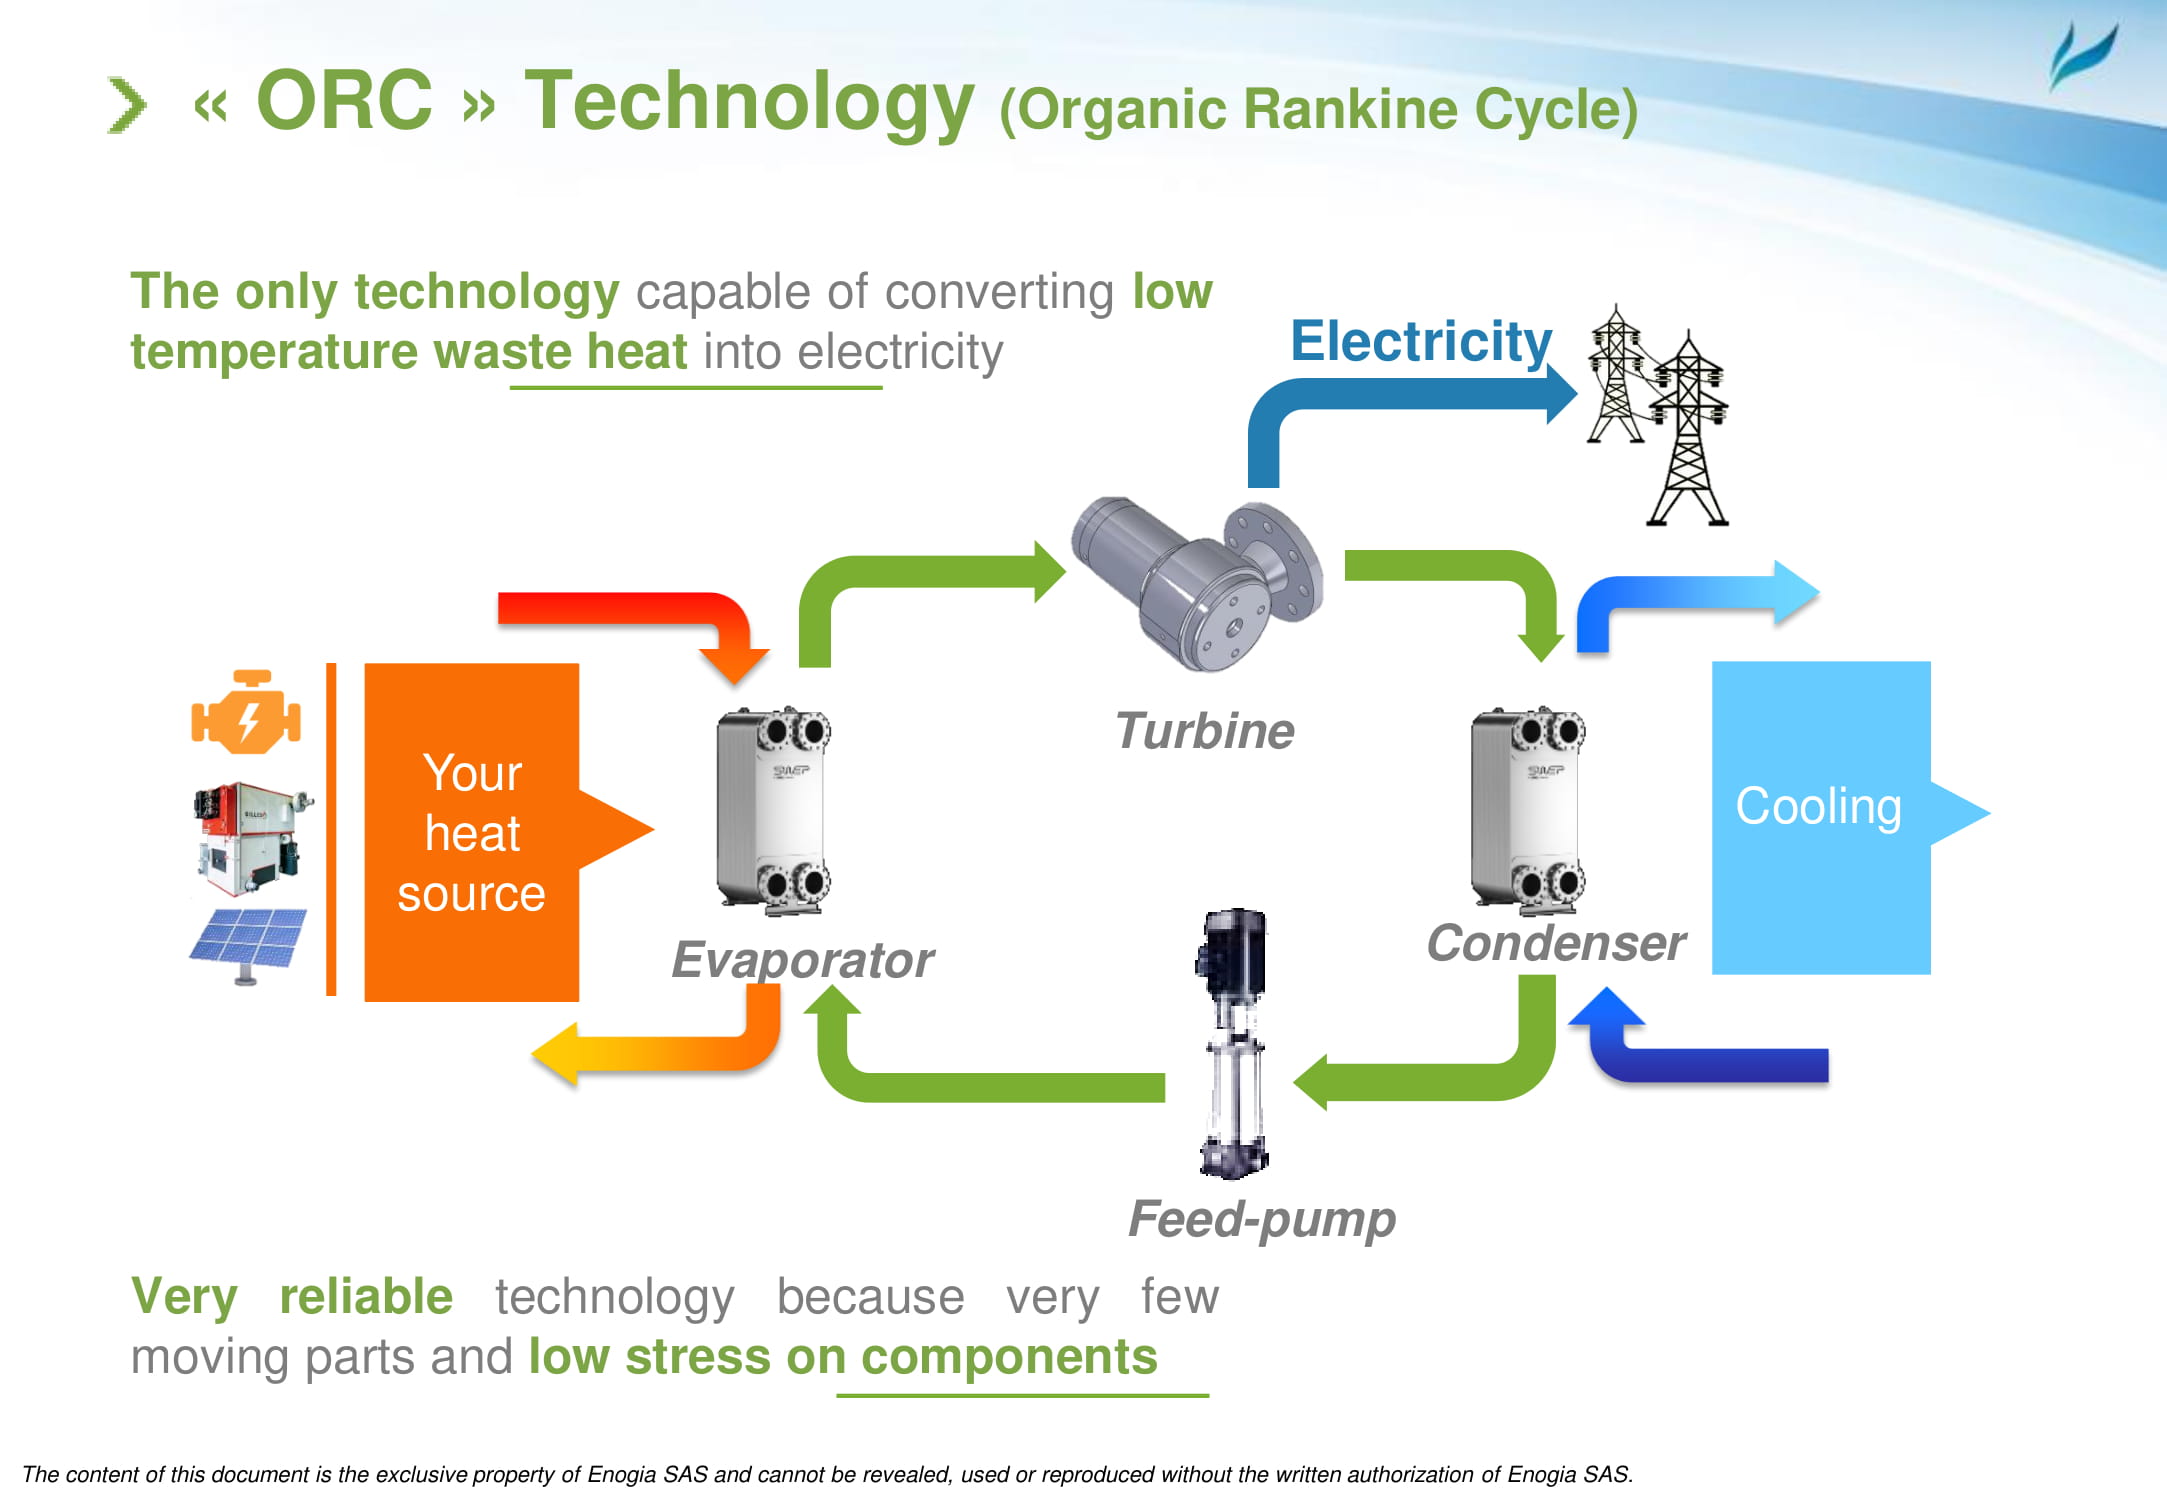 « ORC » Technology (Organic Rankine Cycle)
The only technology capable of converting low
temperature waste heat into electricity
Electricity
Turbine
Your
heat
source
SWEP
SWEP
Cooling
Evaporator
Condenser
Feed-pump
Very reliable technology because very few
moving parts and low stress on components
The content of this document is the exclusive property of Enogia SAS and cannot be revealed, used or reproduced without the written authorization of Enogia SAS.